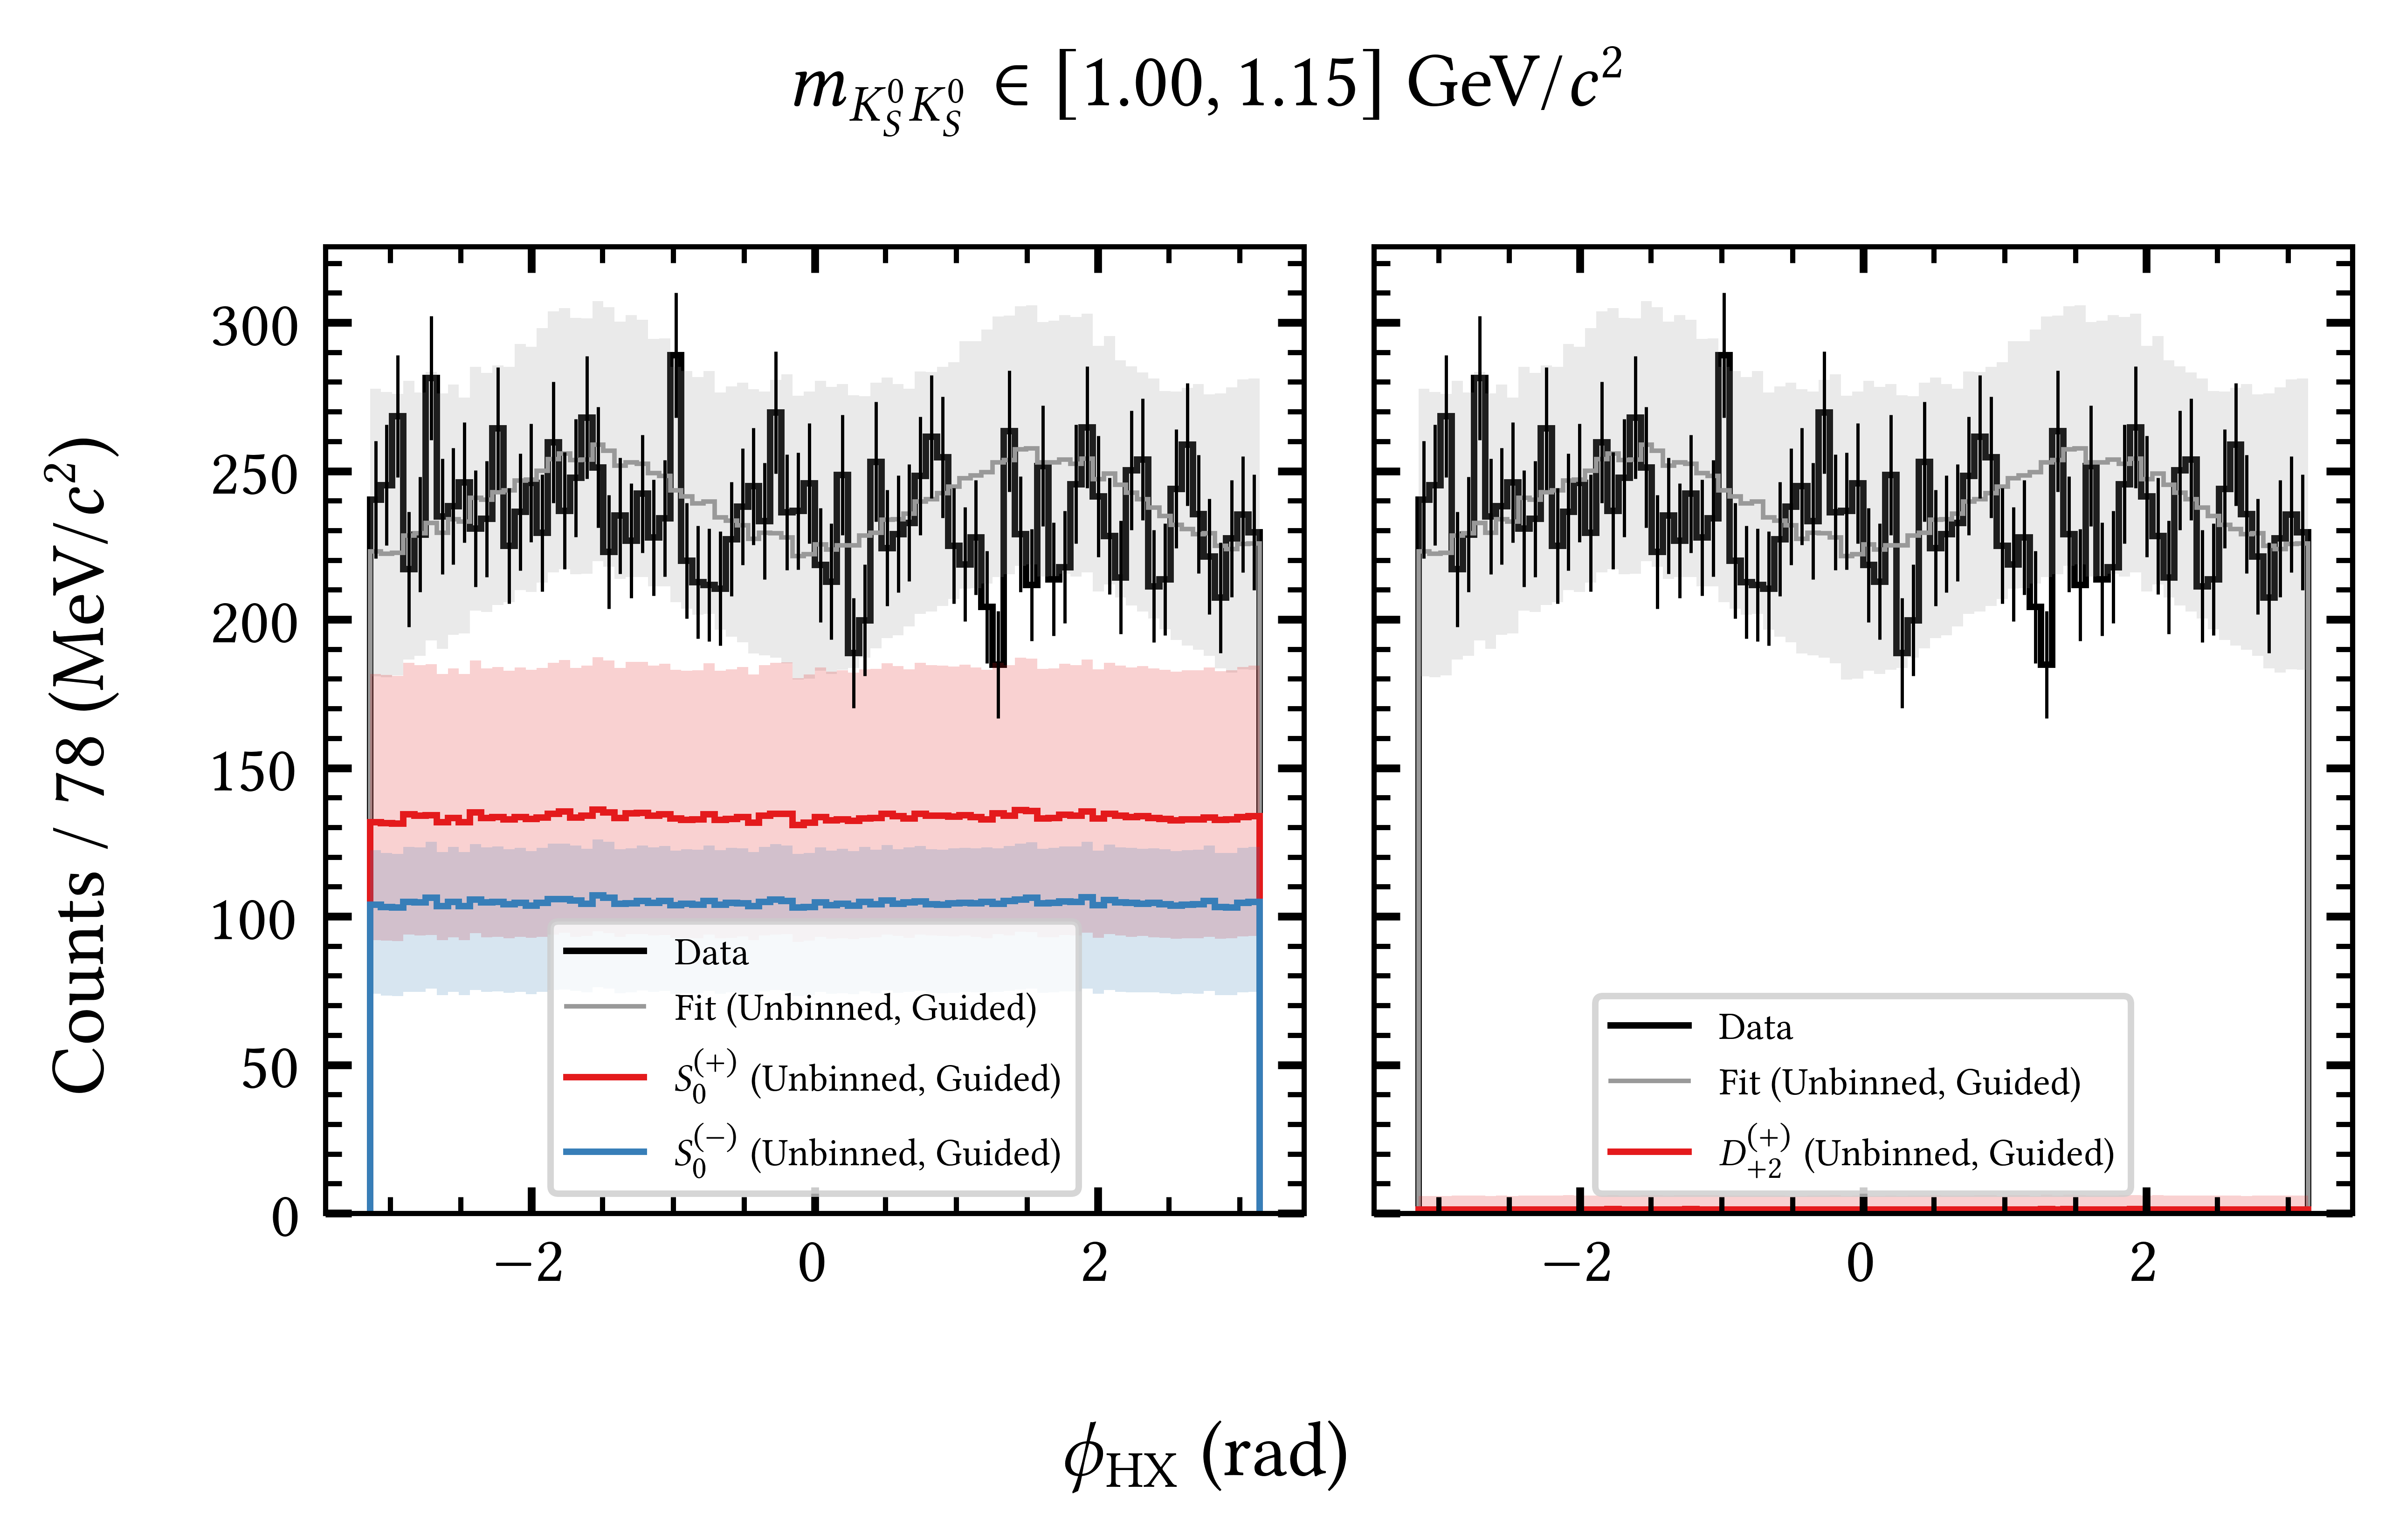 m_{K_S^0 K_S^0} ∈ [1.00, 1.15] GeV/c²
Counts / 78 (MeV/c²)
300
250
200
150
100
50
0
Data
Fit (Unbinned, Guided)
S_0^{(+)} (Unbinned, Guided)
S_0^{(−)} (Unbinned, Guided)
−2 0 2
Data
Fit (Unbinned, Guided)
D_{+2}^{(+)} (Unbinned, Guided)
−2 0 2
ϕ_{HX} (rad)